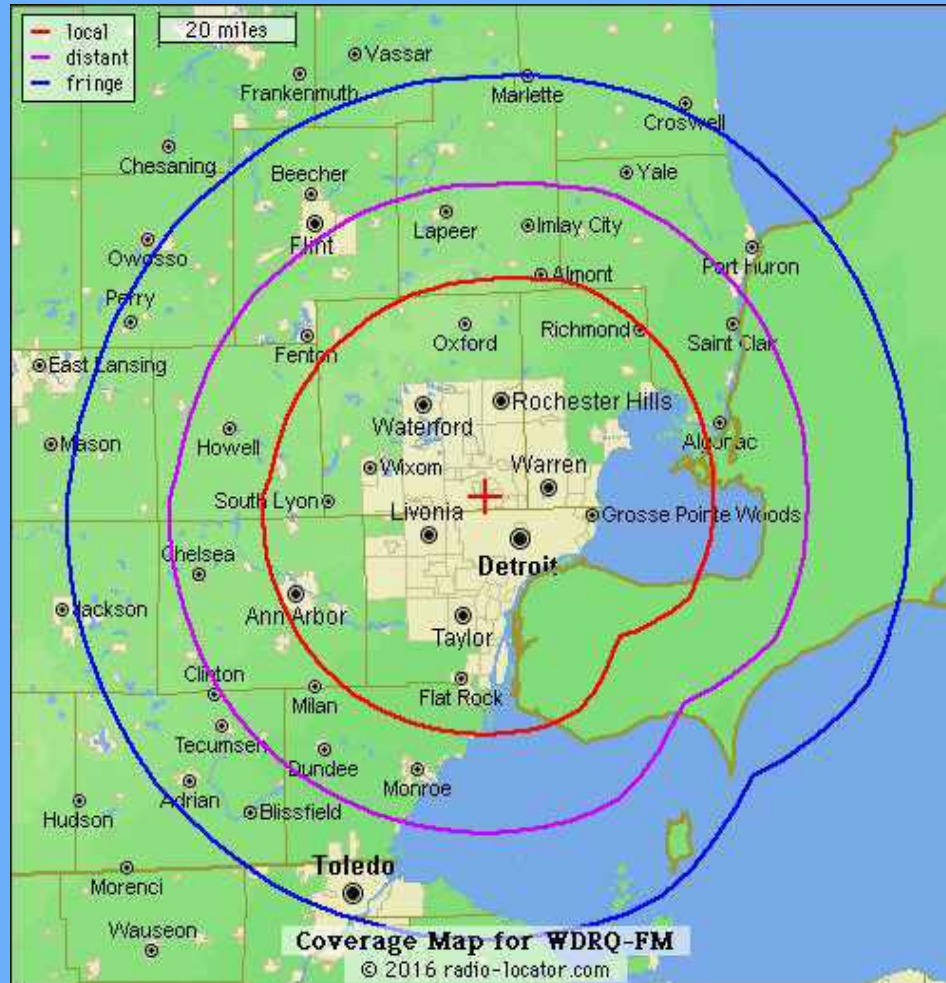 local
20 miles
distant
fringe
Vassar
Frankenmuth
Marlette
Croswell
Chesaning
Beecher
Yale
Flint
Lapeer
Imlay City
Owosso
Port Huron
Almont
Perry
Fenton
Oxford
Richmond
Saint Clair
East Lansing
Waterford
Rochester Hills
Howell
Algonac
Mason
Wixom
Warren
South Lyon
Livonia
Grosse Pointe Woods
Chelsea
Detroit
Jackson
Ann Arbor
Taylor
Clinton
Milan
Flat Rock
Tecumseh
Dundee
Monroe
Adrian
Hudson
Blissfield
Morenci
Toledo
Wauseon
Coverage Map for WDRQ-FM
© 2016 radio-locator.com